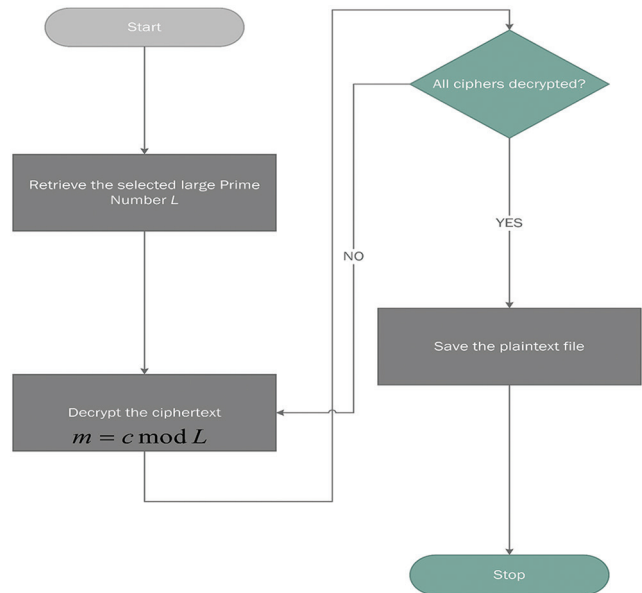 Start
Retrieve the selected large Prime
Number L
Decrypt the ciphertext
m = c mod L
All ciphers decrypted?
NO
YES
Save the plaintext file
Stop